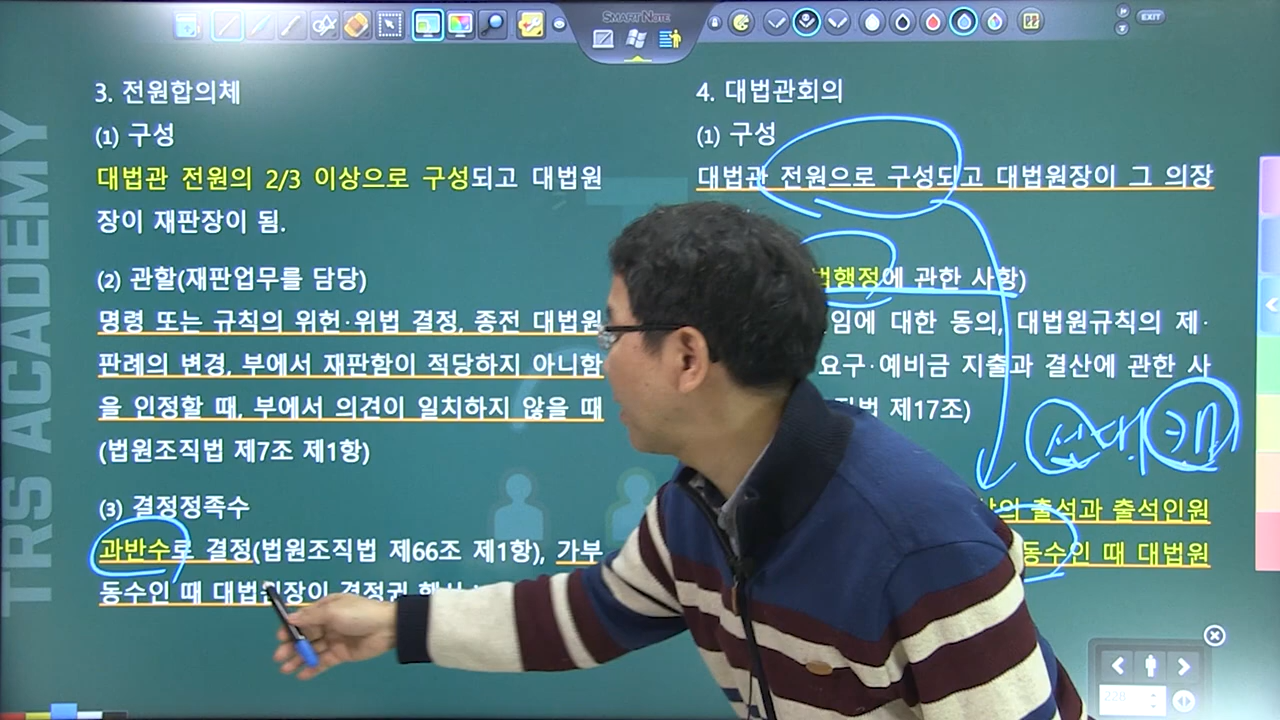 SMART NOTE
EXIT
TRS ACADEMY
3. 전원합의체
(1) 구성
대법관 전원의 2/3 이상으로 구성되고 대법원
장이 재판장이 됨.
(2) 관할(재판업무를 담당)
명령 또는 규칙의 위헌·위법 결정, 종전 대법원
판례의 변경, 부에서 재판함이 적당하지 아니함
을 인정할 때, 부에서 의견이 일치하지 않을 때
(법원조직법 제7조 제1항)
(3) 결정정족수
과반수로 결정(법원조직법 제66조 제1항), 가부
동수인 때 대법원장이 결정권
4. 대법관회의
(1) 구성
대법관 전원으로 구성되고 대법원장이 그 의장
법행정에 관한 사항)
임에 대한 동의, 대법원규칙의 제·
요구·예비금 지출과 결산에 관한 사
법 제17조)
의 출석과 출석인원
동수인 때 대법원
228